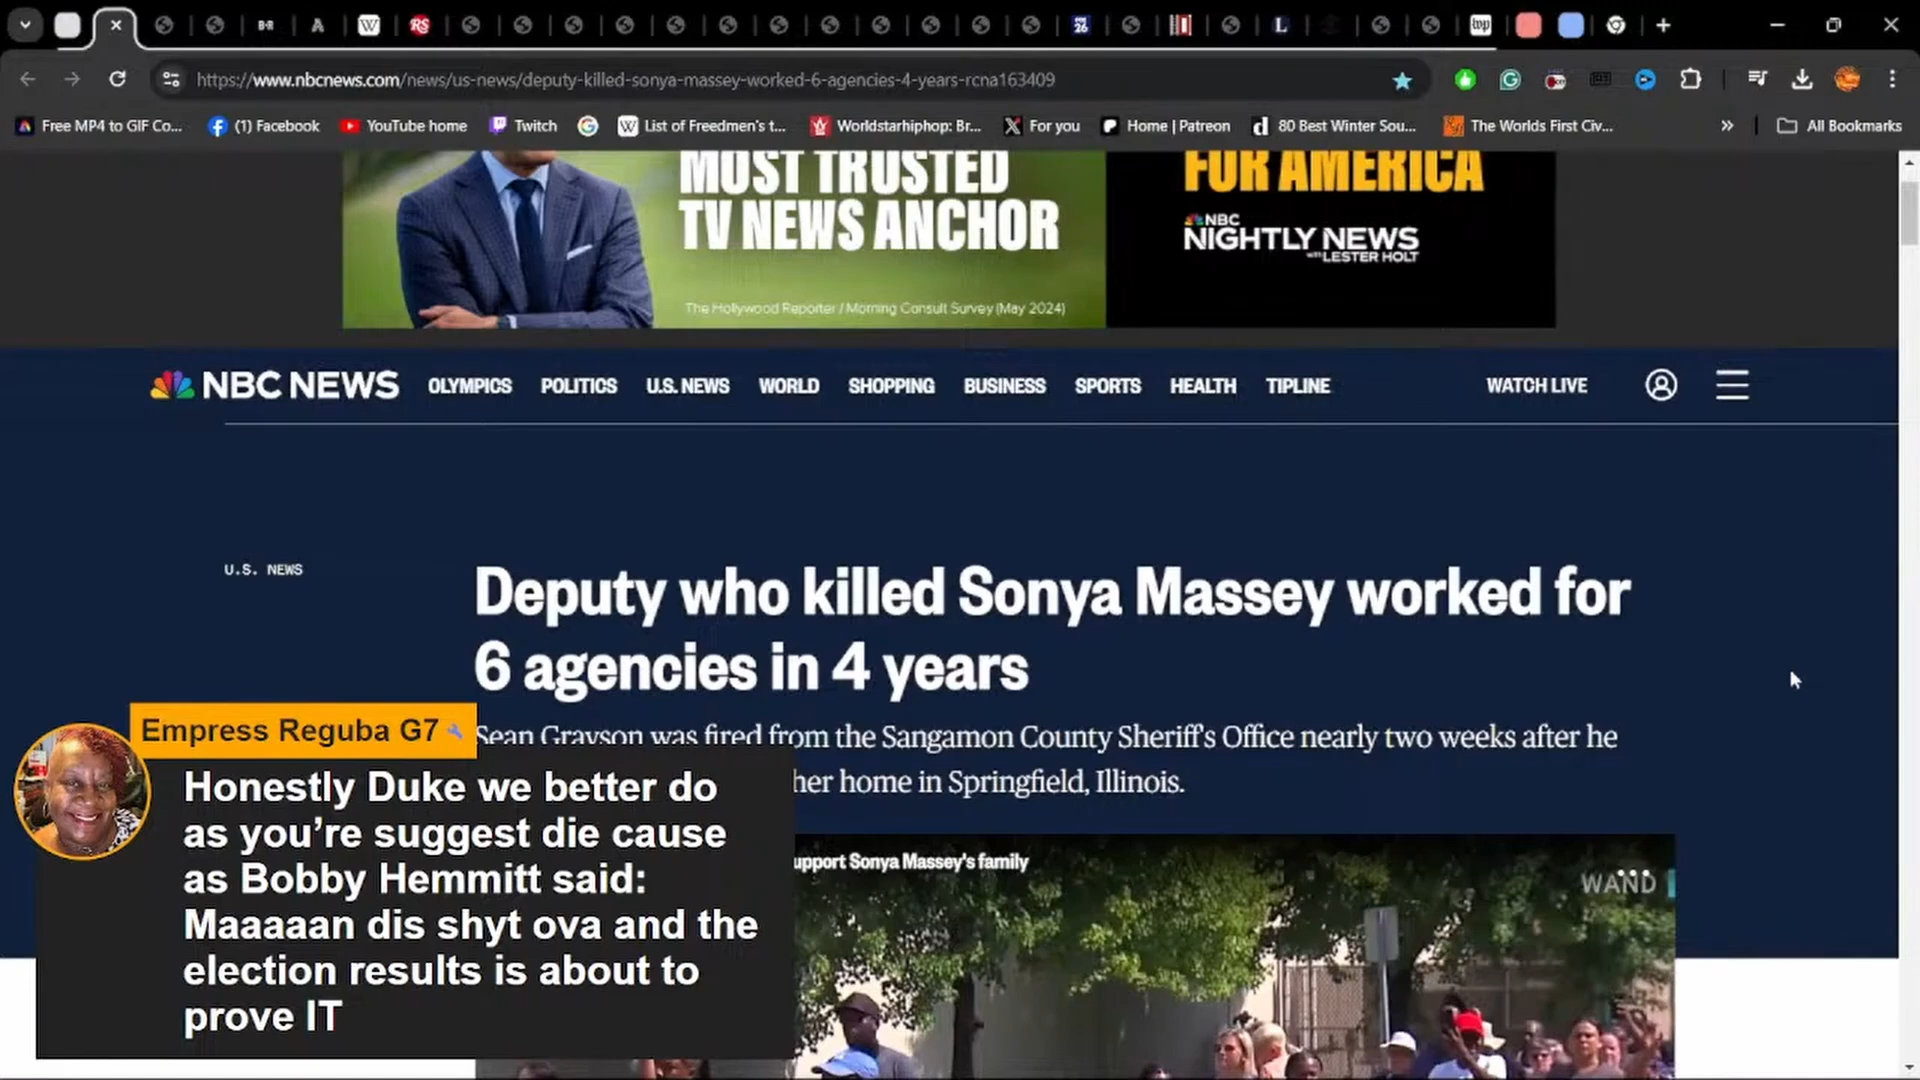 https://www.nbcnews.com/news/us-news/deputy-killed-sonya-massey-worked-6-agencies-4-years-rcna163409
Free MP4 to GIF Co...
(1) Facebook
YouTube home
Twitch
List of Freedmen's t...
Worldstarhiphop: Br...
For you
Home | Patreon
80 Best Winter Sou...
The Worlds First Civ...
All Bookmarks
MOST TRUSTED
TV NEWS ANCHOR
The Hollywood Reporter / Morning Consult Survey (May 2024)
FOR AMERICA
NBC
NIGHTLY NEWS
WITH LESTER HOLT
NBC NEWS
OLYMPICS
POLITICS
U.S. NEWS
WORLD
SHOPPING
BUSINESS
SPORTS
HEALTH
TIPLINE
WATCH LIVE
U.S. NEWS
Deputy who killed Sonya Massey worked for
6 agencies in 4 years
Sean Grayson was fired from the Sangamon County Sheriff's Office nearly two weeks after he
her home in Springfield, Illinois.
upport Sonya Massey's family
WAND
Empress Reguba G7
Honestly Duke we better do
as you’re suggest die cause
as Bobby Hemmitt said:
Maaaaan dis shyt ova and the
election results is about to
prove IT